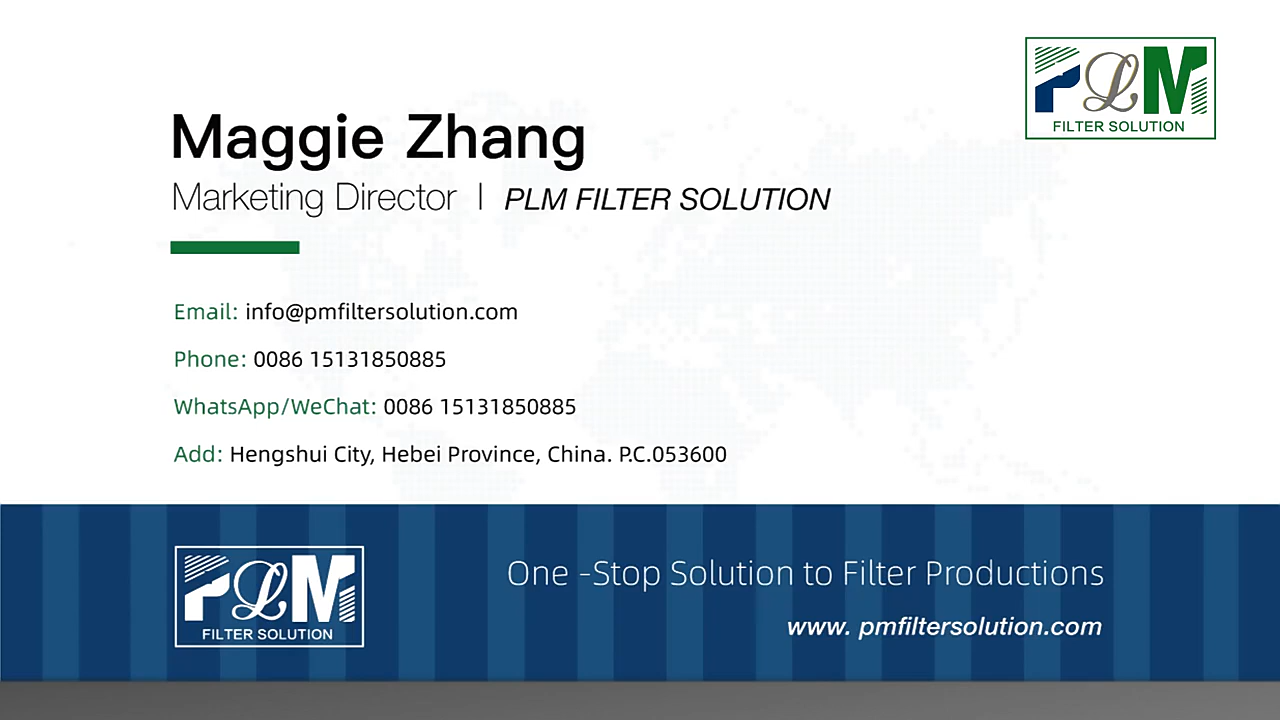 PLM
FILTER SOLUTION
Maggie Zhang
Marketing Director | PLM FILTER SOLUTION
Email: info@pmfiltersolution.com
Phone: 0086 15131850885
WhatsApp/WeChat: 0086 15131850885
Add: Hengshui City, Hebei Province, China. P.C.053600
PLM
FILTER SOLUTION
One -Stop Solution to Filter Productions
www. pmfiltersolution.com